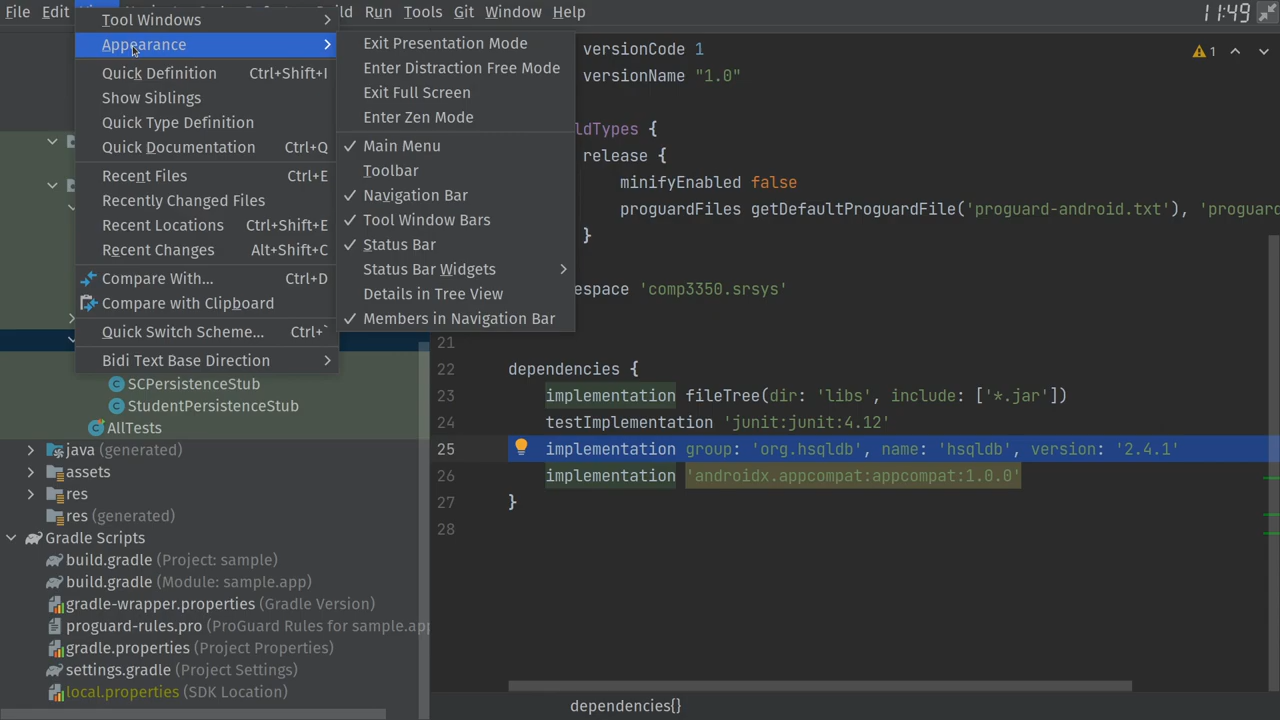 File Edit Run Tools Git Window Help 11:49
Tool Windows
Appearance
Quick Definition Ctrl+Shift+I
Show Siblings
Quick Type Definition
Quick Documentation Ctrl+Q
Recent Files Ctrl+E
Recently Changed Files
Recent Locations Ctrl+Shift+E
Recent Changes Alt+Shift+C
Compare With... Ctrl+D
Compare with Clipboard
Quick Switch Scheme... Ctrl+`
Bidi Text Base Direction
Exit Presentation Mode
Enter Distraction Free Mode
Exit Full Screen
Enter Zen Mode
Main Menu
Toolbar
Navigation Bar
Tool Window Bars
Status Bar
Status Bar Widgets
Details in Tree View
Members in Navigation Bar
SCPersistenceStub
StudentPersistenceStub
AllTests
java (generated)
assets
res
res (generated)
Gradle Scripts
build.gradle (Project: sample)
build.gradle (Module: sample.app)
gradle-wrapper.properties (Gradle Version)
proguard-rules.pro (ProGuard Rules for sample.app
gradle.properties (Project Properties)
settings.gradle (Project Settings)
local.properties (SDK Location)
1
versionCode 1
versionName "1.0"
ldTypes {
release {
minifyEnabled false
proguardFiles getDefaultProguardFile('proguard-android.txt'), 'proguard
}
espace 'comp3350.srsys'
21
22 dependencies {
23 implementation fileTree(dir: 'libs', include: ['*.jar'])
24 testImplementation 'junit:junit:4.12'
25 implementation group: 'org.hsqldb', name: 'hsqldb', version: '2.4.1'
26 implementation 'androidx.appcompat:appcompat:1.0.0'
27 }
28
dependencies{}